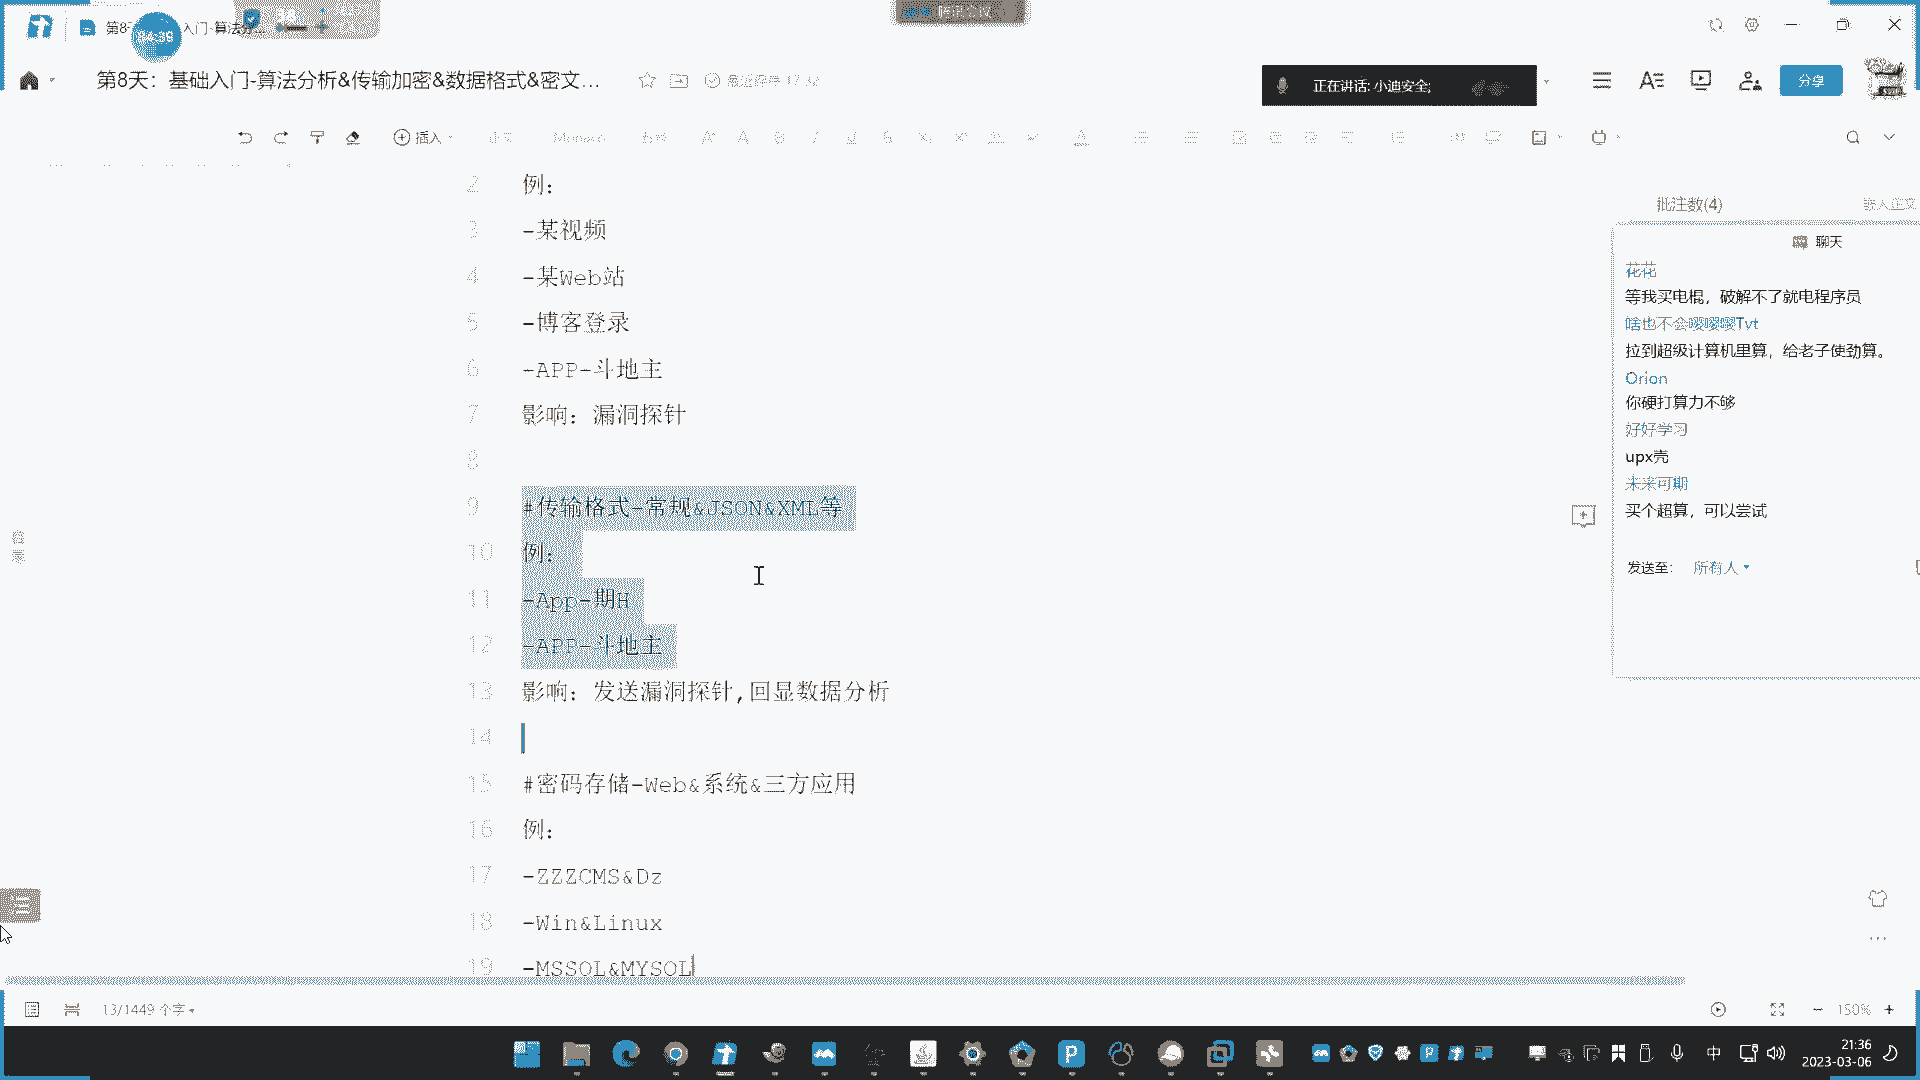 04:39
第8天：基础入门-算法分析&传输加密&数据格式&密文...
正在讲话: 小迪安全;
分享
插入
2 例：
3 -某视频
4 -某Web站
5 -博客登录
6 -APP-斗地主
7 影响：漏洞探针
8
9 #传输格式-常规&JSON&XML等
10 例：
11 -App-期H
12 -APP-斗地主
13 影响：发送漏洞探针,回显数据分析
14
15 #密码存储-Web&系统&三方应用
16 例：
17 -ZZZCMS&Dz
18 -Win&Linux
19 -MSSQL&MYSQL
批注数(4)
嵌入正文
聊天
花花
等我买电棍，破解不了就电程序员
啥也不会嘤嘤嘤Tvt
拉到超级计算机里算，给老子使劲算。
Orion
你硬打算力不够
好好学习
upx壳
未来可期
买个超算，可以尝试
发送至： 所有人
13/1449 个字
150%
中
21:36
2023-03-06